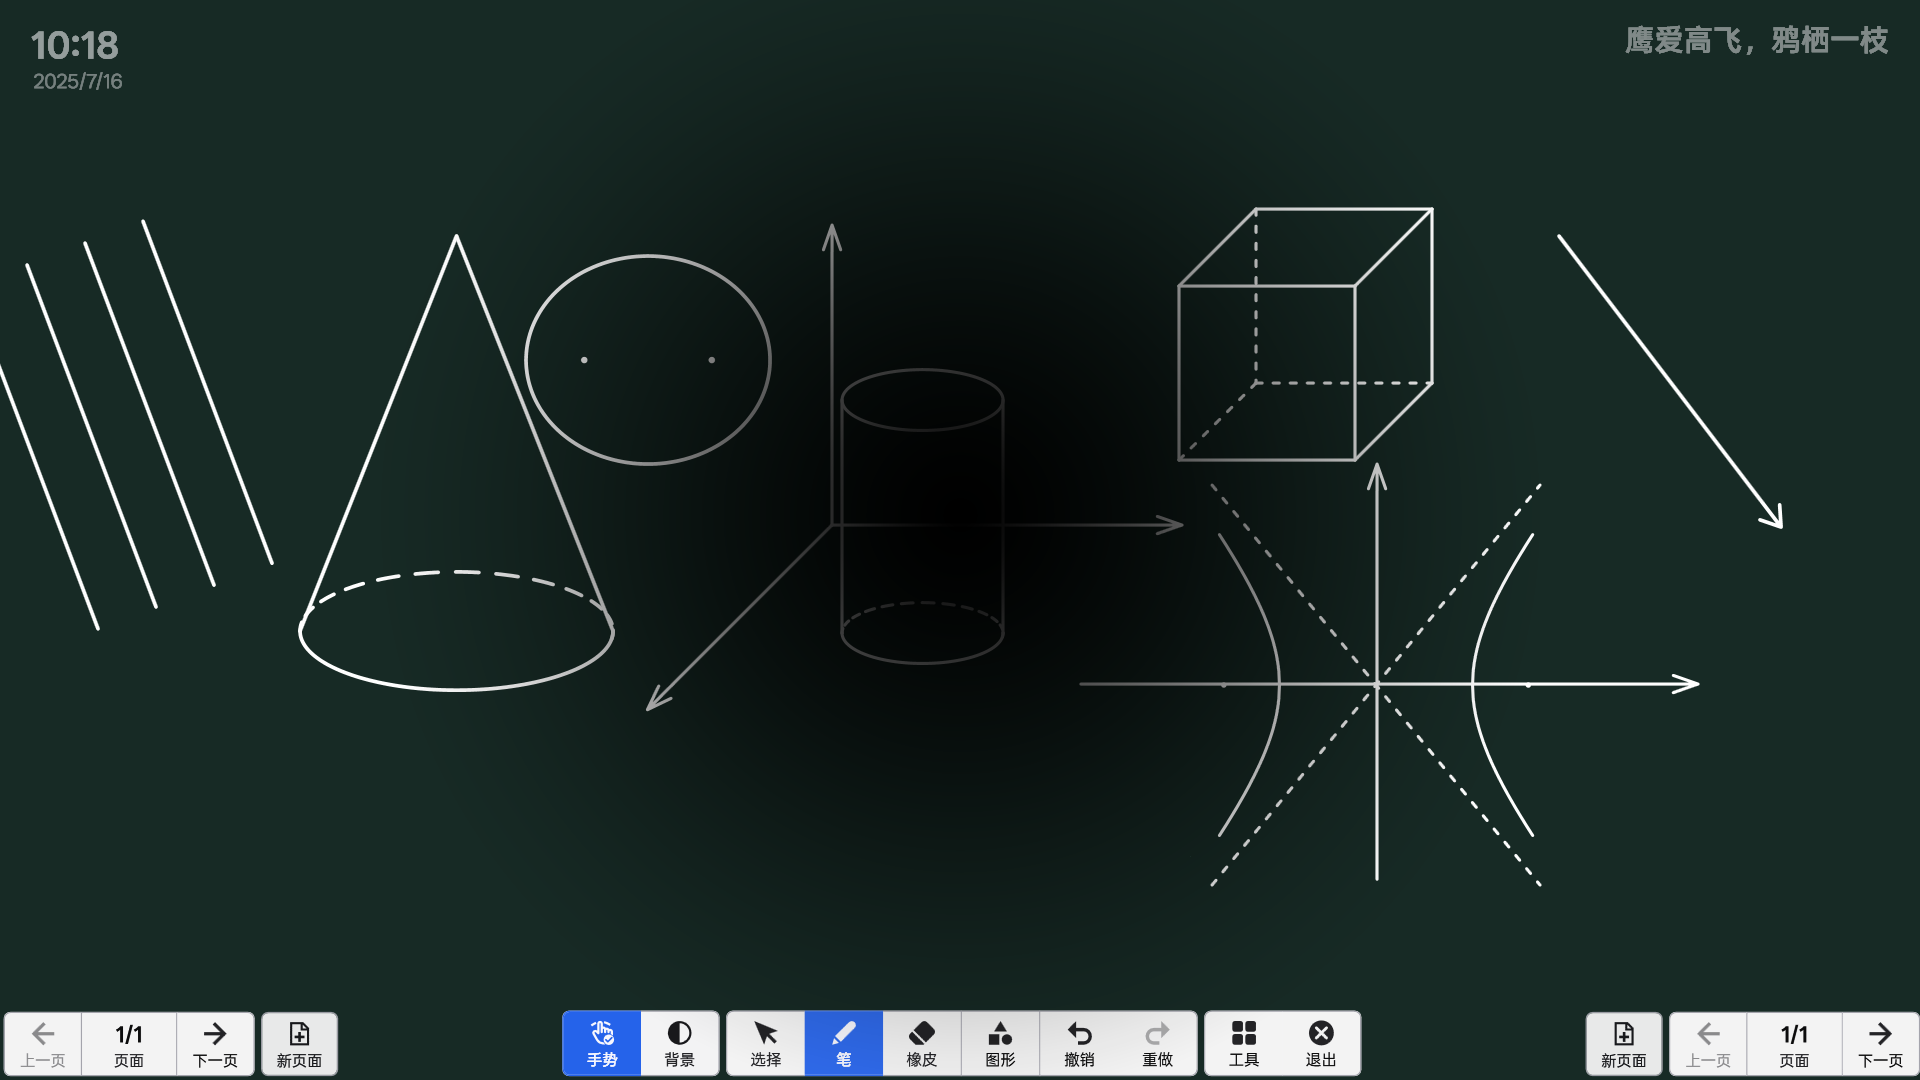 10:18
2025/7/16
鹰爱高飞，鸦栖一枝
上一页
1/1
页面
下一页
新页面
手势
背景
选择
笔
橡皮
图形
撤销
重做
工具
退出
新页面
上一页
1/1
页面
下一页